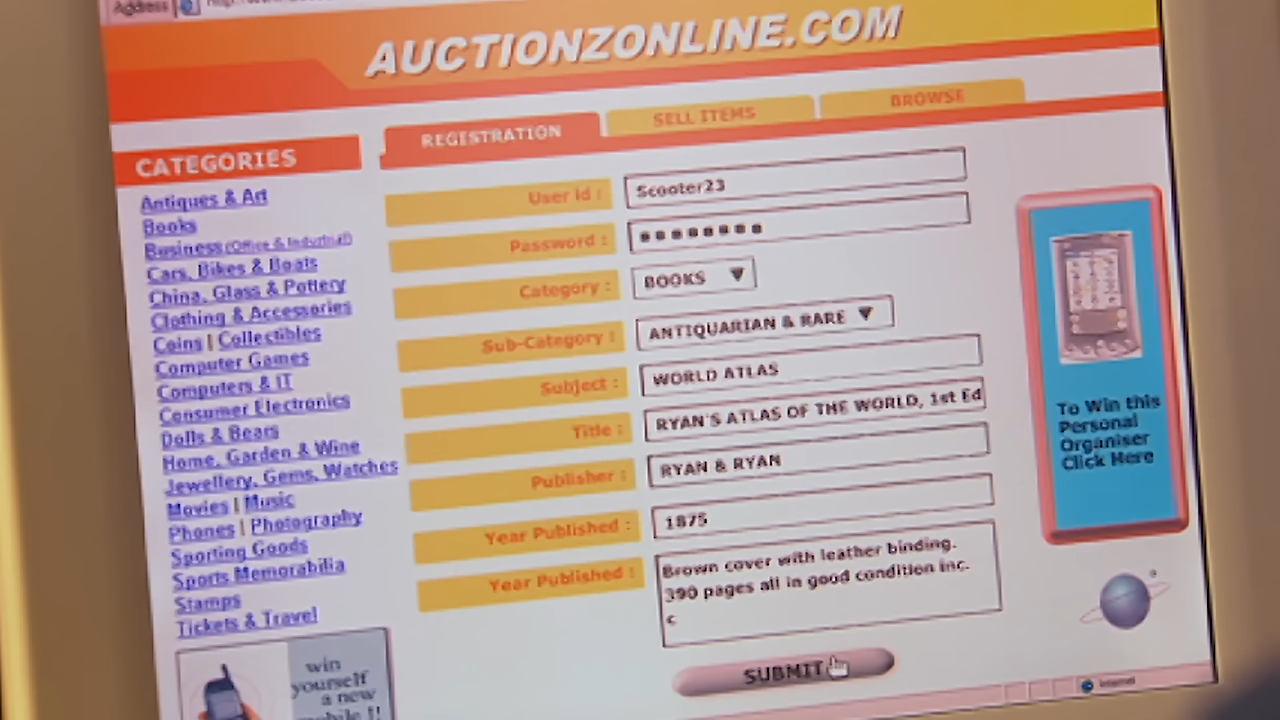 Address
AUCTIONZONLINE.COM
REGISTRATION
SELL ITEMS
BROWSE
CATEGORIES
Antiques & Art
Books
Business (Office & Industrial)
Cars, Bikes & Boats
China, Glass & Pottery
Clothing & Accessories
Coins | Collectibles
Computer Games
Computers & IT
Consumer Electronics
Dolls & Bears
Home, Garden & Wine
Jewellery, Gems, Watches
Movies | Music
Phones | Photography
Sporting Goods
Sports Memorabilia
Stamps
Tickets & Travel
win
yourself
a new
mobile !!
User Id : Scooter23
Password :
Category : BOOKS
Sub-Category : ANTIQUARIAN & RARE
Subject : WORLD ATLAS
Title : RYAN'S ATLAS OF THE WORLD, 1st Ed
Publisher : RYAN & RYAN
Year Published : 1875
Year Published : Brown cover with leather binding.
390 pages all in good condition inc.
c
SUBMIT
To Win this
Personal
Organiser
Click Here
Internet